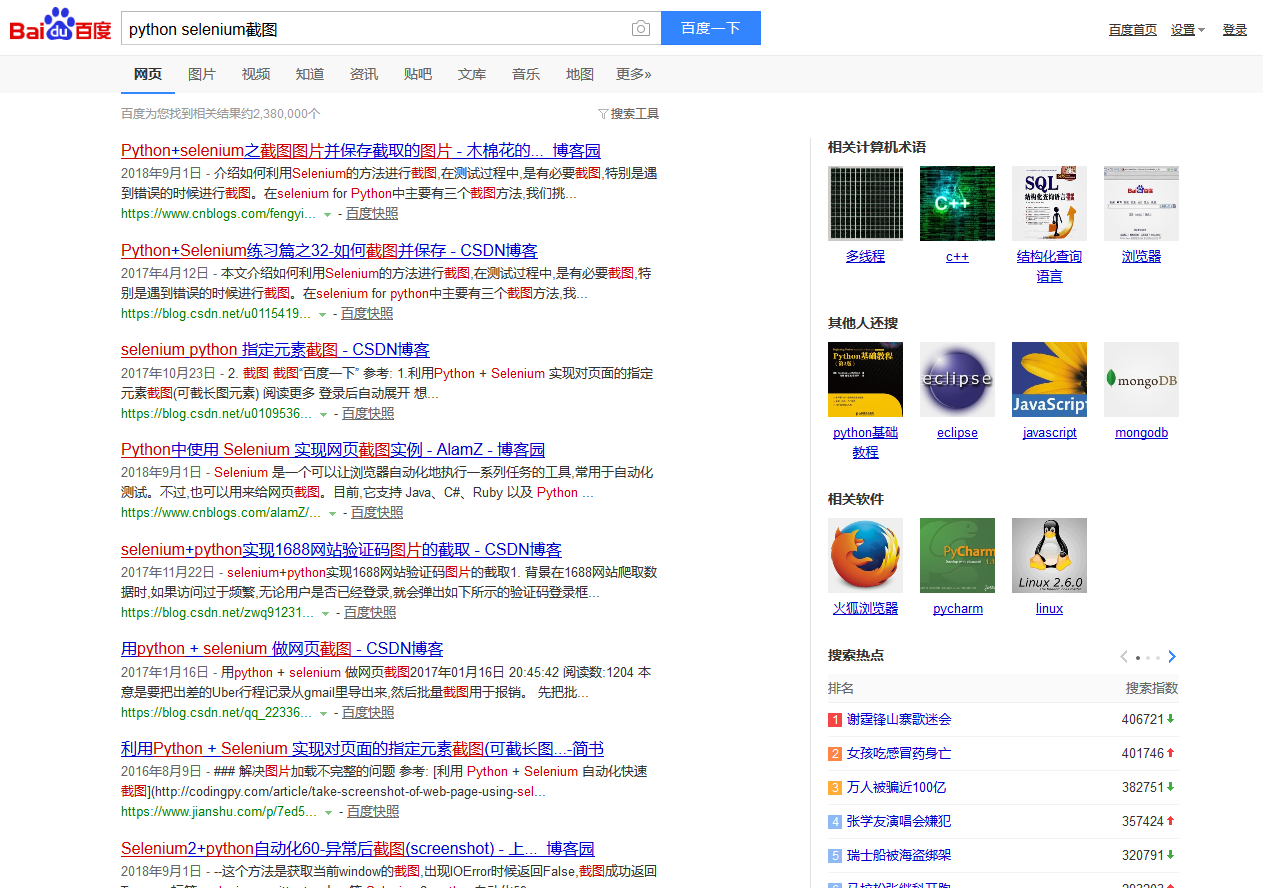 Bai du 百度
python selenium截图
百度一下
百度首页 设置 登录
网页 图片 视频 知道 资讯 贴吧 文库 音乐 地图 更多»
百度为您找到相关结果约2,380,000个
搜索工具
Python+selenium之截图图片并保存截取的图片 - 木棉花的... 博客园
2018年9月1日 - 介绍如何利用Selenium的方法进行截图,在测试过程中,是有必要截图,特别是遇
到错误的时候进行截图。在selenium for Python中主要有三个截图方法,我们挑...
https://www.cnblogs.com/fengyi... - 百度快照
Python+Selenium练习篇之32-如何截图并保存 - CSDN博客
2017年4月12日 - 本文介绍如何利用Selenium的方法进行截图,在测试过程中,是有必要截图,特
别是遇到错误的时候进行截图。在selenium for python中主要有三个截图方法,我...
https://blog.csdn.net/u0115419... - 百度快照
selenium python 指定元素截图 - CSDN博客
2017年10月23日 - 2. 截图 截图“百度一下” 参考: 1.利用Python + Selenium 实现对页面的指定
元素截图(可截长图元素) 阅读更多 登录后自动展开 想...
https://blog.csdn.net/u0109536... - 百度快照
Python中使用 Selenium 实现网页截图实例 - AlamZ - 博客园
2018年9月1日 - Selenium 是一个可以让浏览器自动化地执行一系列任务的工具,常用于自动化
测试。不过,也可以用来给网页截图。目前,它支持 Java、C#、Ruby 以及 Python ...
https://www.cnblogs.com/alamZ/... - 百度快照
selenium+python实现1688网站验证码图片的截取 - CSDN博客
2017年11月22日 - selenium+python实现1688网站验证码图片的截取1. 背景在1688网站爬取数
据时,如果访问过于频繁,无论用户是否已经登录,就会弹出如下所示的验证码登录框...
https://blog.csdn.net/zwq91231... - 百度快照
用python + selenium 做网页截图 - CSDN博客
2017年1月16日 - 用python + selenium 做网页截图2017年01月16日 20:45:42 阅读数:1204 本
意是要把出差的Uber行程记录从gmail里导出来,然后批量截图用于报销。 先把批...
https://blog.csdn.net/qq_22336... - 百度快照
利用Python + Selenium 实现对页面的指定元素截图(可截长图...-简书
2016年8月9日 - ### 解决图片加载不完整的问题 参考: [利用 Python + Selenium 自动化快速
截图](http://codingpy.com/article/take-screenshot-of-web-page-using-sel...
https://www.jianshu.com/p/7ed5... - 百度快照
Selenium2+python自动化60-异常后截图(screenshot) - 上... 博客园
2018年9月1日 - --这个方法是获取当前window的截图,出现IOError时候返回False,截图成功返回
相关计算机术语
C++
SQL
结构化查询语言
多线程 c++ 结构化查询 浏览器
语言
其他人还搜
Python基础教程
(第2版)
eclipse
JavaScript
mongoDB
python基础 eclipse javascript mongodb
教程
相关软件
PyCharm
Linux 2.6.0
火狐浏览器 pycharm linux
搜索热点
排名 搜索指数
1 谢霆锋山寨歌迷会 406721
2 女孩吃感冒药身亡 401746
3 万人被骗近100亿 382751
4 张学友演唱会嫌犯 357424
5 瑞士船被海盗绑架 320791